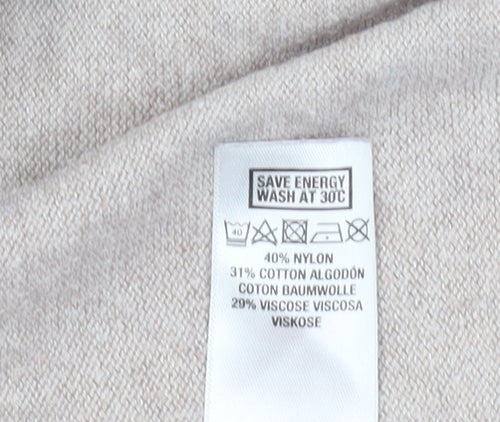 SAVE ENERGY
WASH AT 30°C
40
40% NYLON
31% COTTON ALGODÓN
COTON BAUMWOLLE
29% VISCOSE VISCOSA
VISKOSE